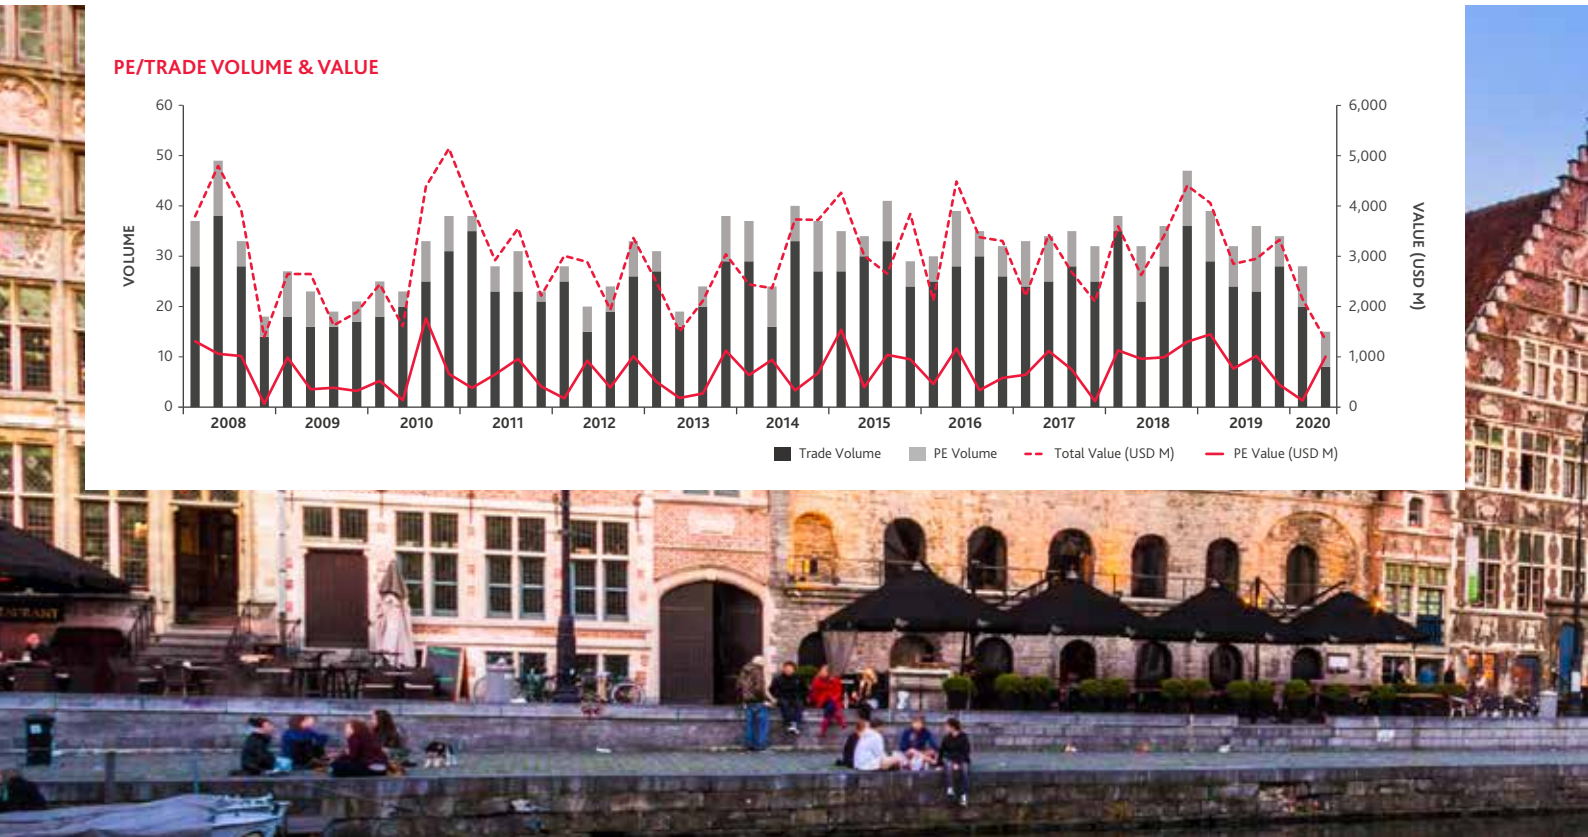 PE/TRADE VOLUME & VALUE
60
50
40
30
20
10
0
VOLUME
6,000
5,000
4,000
3,000
2,000
1,000
0
VALUE (USD M)
2008 2009 2010 2011 2012 2013 2014 2015 2016 2017 2018 2019 2020
Trade Volume PE Volume Total Value (USD M) PE Value (USD M)